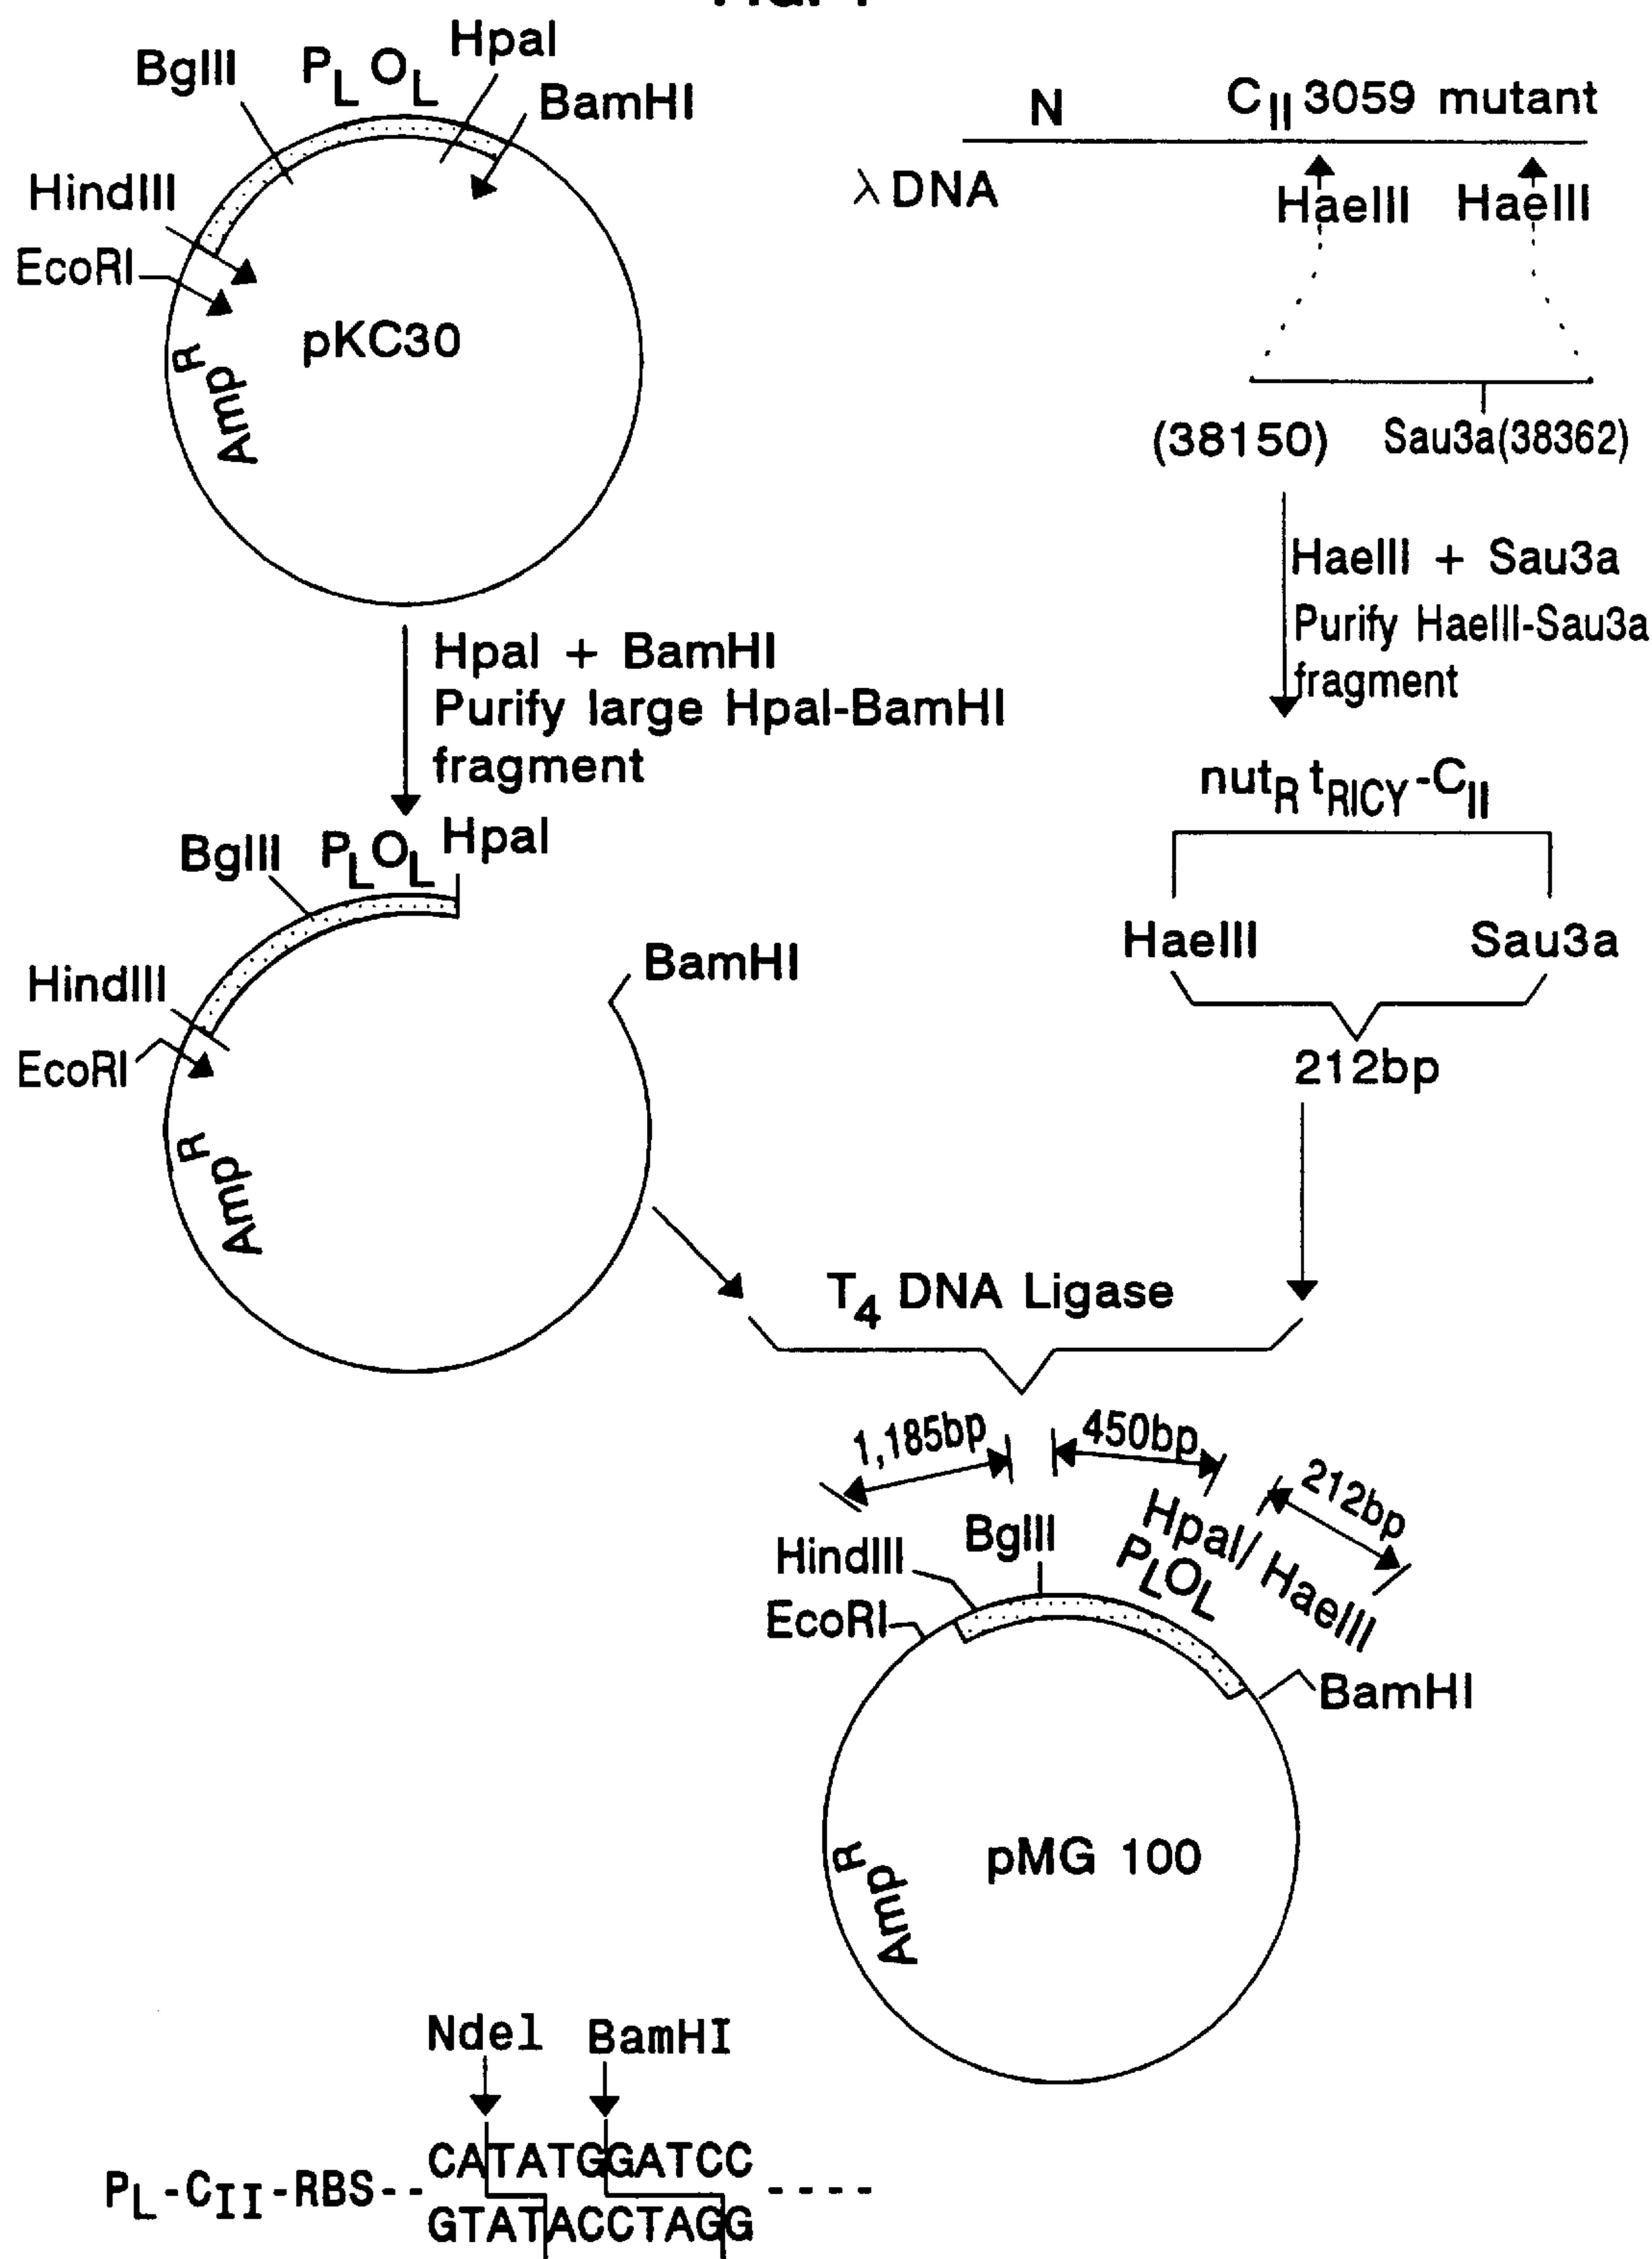 BglII
PL OL
HpaI
BamHI
HindIII
EcoRI
AmpR
pKC30
N
CII 3059 mutant
λ DNA
HaeIII
HaeIII
(38150)
Sau3a(38362)
HpaI + BamHI
Purify large HpaI-BamHI
fragment
HaeIII + Sau3a
Purify HaeIII-Sau3a
fragment
BglII
PLOL
HpaI
BamHI
HindIII
EcoRI
AmpR
nutR tRICY-CII
HaeIII
Sau3a
212bp
T4 DNA Ligase
1,185bp
450bp
212bp
HindIII
BglII
HpaI/ HaeIII
PLOL
EcoRI
BamHI
AmpR
pMG 100
NdeI
BamHI
CATATGGATCC
PL-CII-RBS-- ----
GTATACCTAGG